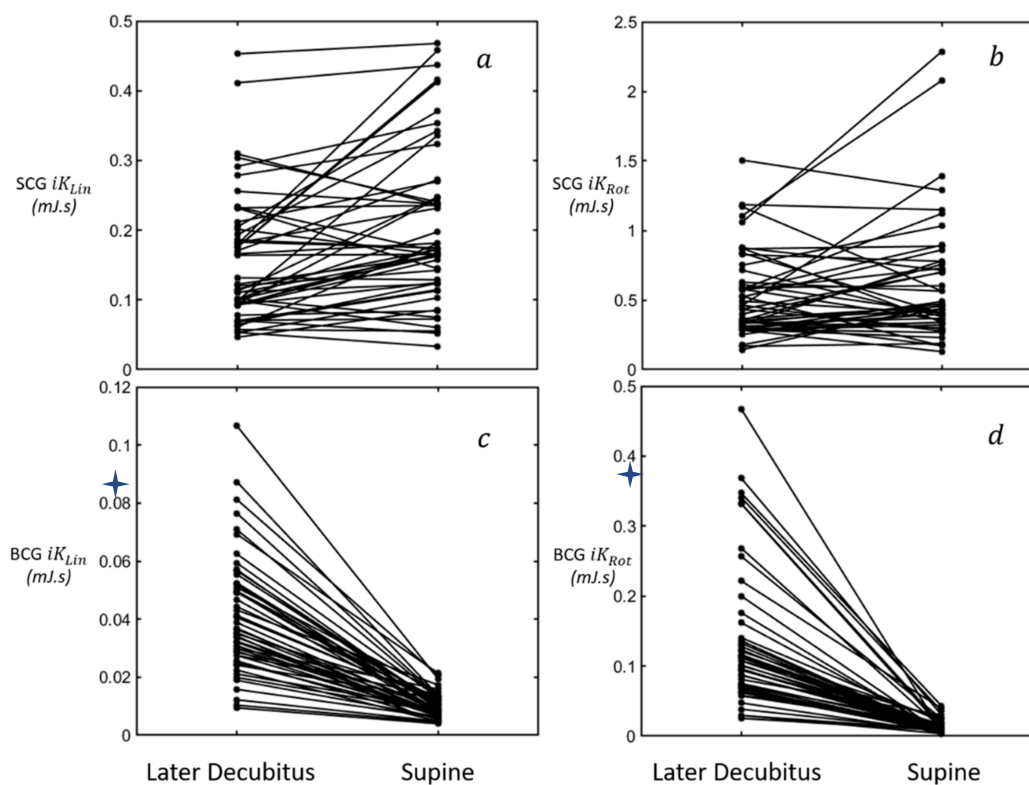 0.5
0.4
0.3
0.2
0.1
0
SCG iK_Lin
(mJ.s)
a
2.5
2
1.5
1
0.5
0
SCG iK_Rot
(mJ.s)
b
0.12
0.1
0.08
0.06
0.04
0.02
0
BCG iK_Lin
(mJ.s)
c
0.5
0.4
0.3
0.2
0.1
0
BCG iK_Rot
(mJ.s)
d
Later Decubitus Supine
Later Decubitus Supine